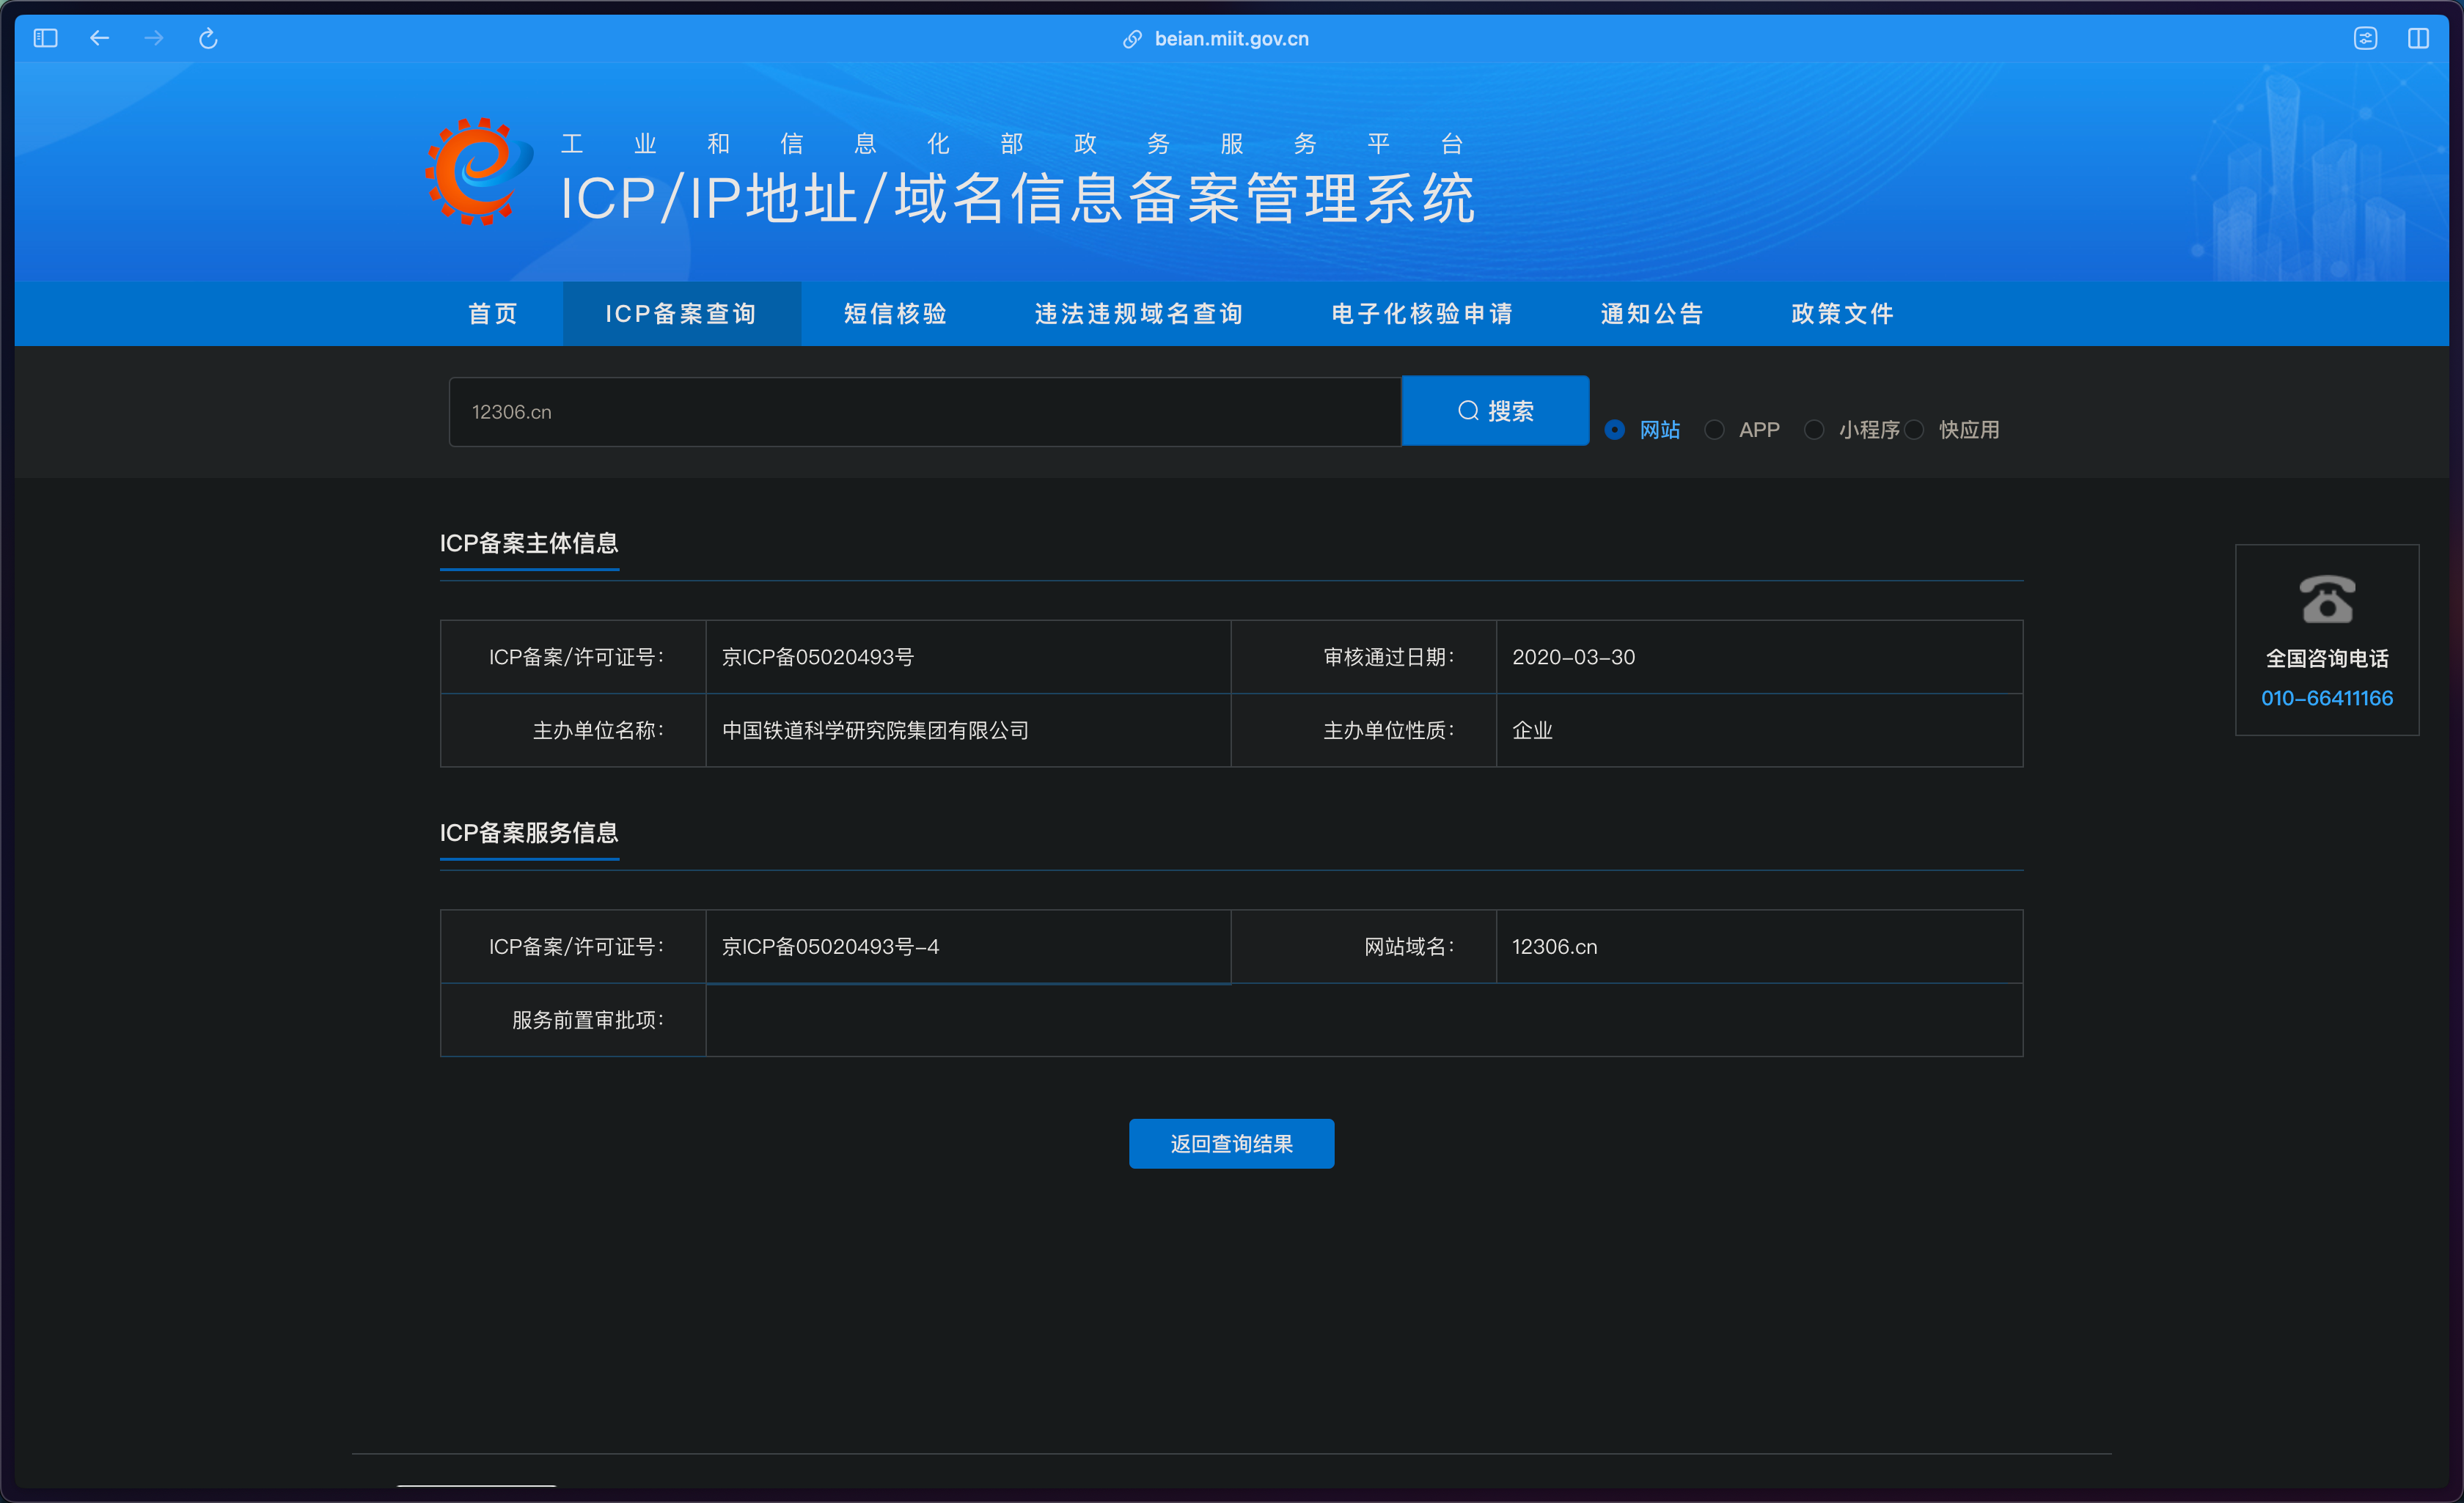 beian.miit.gov.cn
工业和信息化部政务服务平台
ICP/IP地址/域名信息备案管理系统
首页 ICP备案查询 短信核验 违法违规域名查询 电子化核验申请 通知公告 政策文件
12306.cn 搜索 网站 APP 小程序 快应用
ICP备案主体信息
ICP备案/许可证号： 京ICP备05020493号 审核通过日期： 2020-03-30
主办单位名称： 中国铁道科学研究院集团有限公司 主办单位性质： 企业
全国咨询电话
010-66411166
ICP备案服务信息
ICP备案/许可证号： 京ICP备05020493号-4 网站域名： 12306.cn
服务前置审批项：
返回查询结果